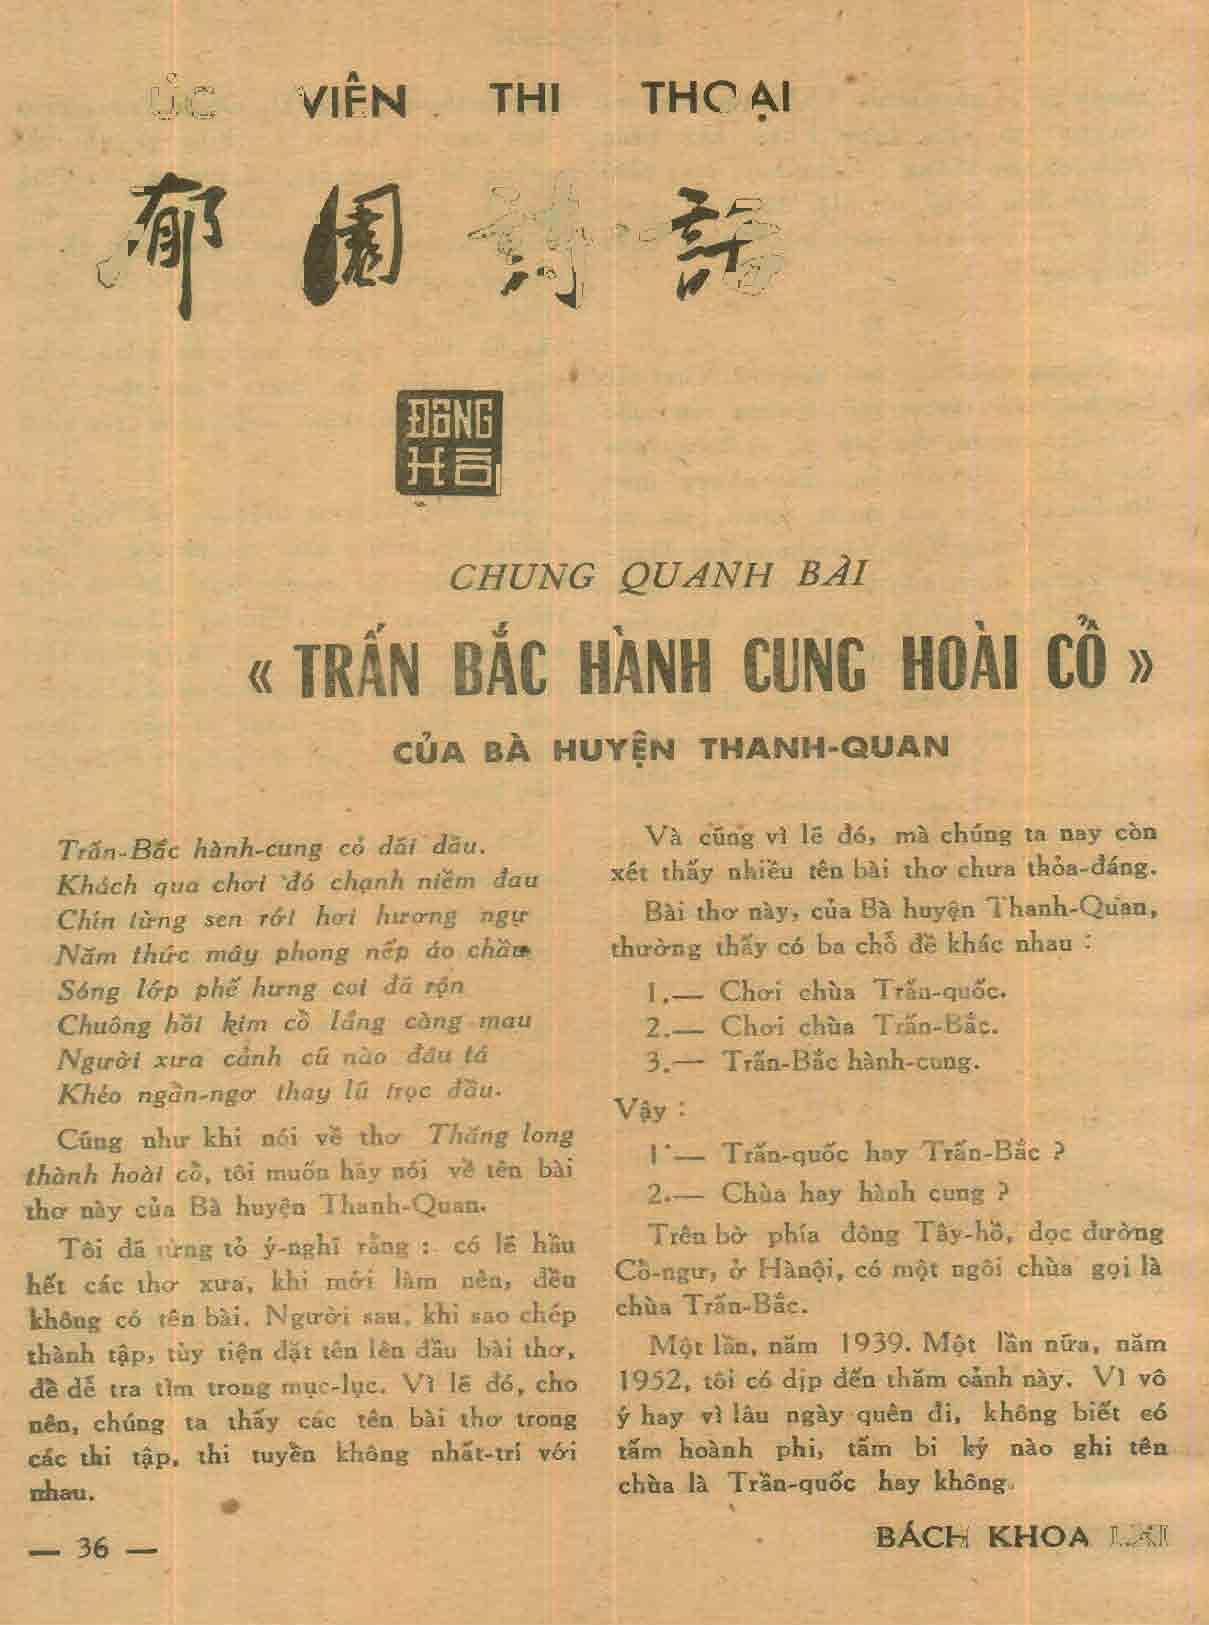 ÚC VIÊN THI THOẠI
郁園詩話
ĐÔNG
HỒ
CHUNG QUANH BÀI
« TRẤN BẮC HÀNH CUNG HOÀI CỔ »
CỦA BÀ HUYỆN THANH-QUAN
Trấn-Bắc hành-cung cỏ dãi dầu.
Khách qua chơi đó chạnh niềm đau
Chín từng sen rớt hơi hương ngự
Năm thức mây phong nếp áo chầu
Sóng lớp phế hưng coi đã rộn
Chuông hồi kim cổ lắng càng mau
Người xưa cảnh cũ nào đâu tá
Khéo ngần-ngơ thay lũ trọc đầu.
Cũng như khi nói về thơ Thăng long
thành hoài cổ, tôi muốn hãy nói về tên bài
thơ này của Bà huyện Thanh-Quan.
Tôi đã từng tỏ ý-nghĩ rằng : có lẽ hầu
hết các thơ xưa, khi mới làm nên, đều
không có tên bài. Người sau, khi sao chép
thành tập, tùy tiện đặt tên lên đầu bài thơ,
để dễ tra tìm trong mục-lục. Vì lẽ đó, cho
nên, chúng ta thấy các tên bài thơ trong
các thi tập, thi tuyển không nhất-trí với
nhau.
Và cũng vì lẽ đó, mà chúng ta nay còn
xét thấy nhiều tên bài thơ chưa thỏa-đáng.
Bài thơ này, của Bà huyện Thanh-Quan,
thường thấy có ba chỗ đề khác nhau :
1.— Chơi chùa Trấn-quốc.
2.— Chơi chùa Trấn-Bắc.
3.— Trấn-Bắc hành-cung.
Vậy :
1.— Trấn-quốc hay Trấn-Bắc ?
2.— Chùa hay hành cung ?
Trên bờ phía đông Tây-hồ, dọc đường
Cổ-ngư, ở Hànội, có một ngôi chùa gọi là
chùa Trấn-Bắc.
Một lần, năm 1939. Một lần nữa, năm
1952, tôi có dịp đến thăm cảnh này. Vì vô
ý hay vì lâu ngày quên đi, không biết có
tấm hoành phi, tấm bi ký nào ghi tên
chùa là Trần-quốc hay không.
— 36 —
BÁCH KHOA